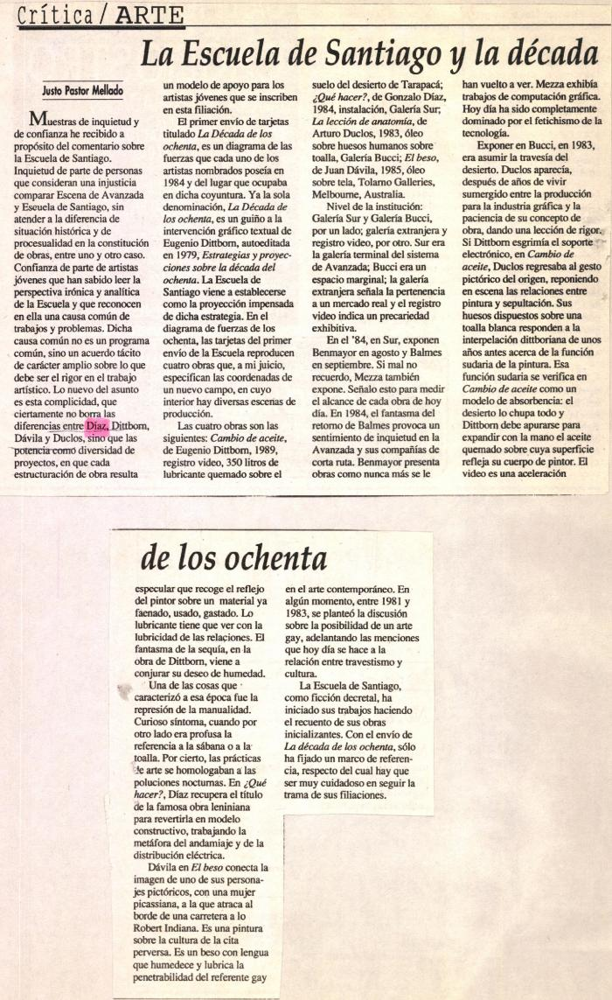 Crítica / ARTE
La Escuela de Santiago y la década
Justo Pastor Mellado
Muestras de inquietud y
de confianza he recibido a
propósito del comentario sobre
la Escuela de Santiago.
Inquietud de parte de personas
que consideran una injusticia
comparar Escena de Avanzada
y Escuela de Santiago, sin
atender a la diferencia de
situación histórica y de
procesualidad en la constitución
de obras, entre uno y otro caso.
Confianza de parte de artistas
jóvenes que han sabido leer la
perspectiva irónica y analítica
de la Escuela y que reconocen
en ella una causa común de
trabajos y problemas. Dicha
causa común no es un programa
común, sino un acuerdo tácito
de carácter amplio sobre lo que
debe ser el rigor en el trabajo
artístico. Lo nuevo del asunto
es esta complicidad, que
ciertamente no borra las
diferencias entre Díaz, Dittborn,
Dávila y Duclos, sino que las
potencia como diversidad de
proyectos, en que cada
estructuración de obra resulta
un modelo de apoyo para los
artistas jóvenes que se inscriben
en esta filiación.
El primer envío de tarjetas
titulado La Década de los
ochenta, es un diagrama de las
fuerzas que cada uno de los
artistas nombrados poseía en
1984 y del lugar que ocupaba
en dicha coyuntura. Ya la sola
denominación, La Década de
los ochenta, es un guiño a la
intervención gráfico textual de
Eugenio Dittborn, autoeditada
en 1979, Estrategias y proyec-
ciones sobre la década del
ochenta. La Escuela de
Santiago viene a establecerse
como la proyección impensada
de dicha estrategia. En el
diagrama de fuerzas de los
ochenta, las tarjetas del primer
envío de la Escuela reproducen
cuatro obras que, a mi juicio,
especifican las coordenadas de
un nuevo campo, en cuyo
interior hay diversas escenas de
producción.
Las cuatro obras son las
siguientes: Cambio de aceite,
de Eugenio Dittborn, 1989,
registro video, 350 litros de
lubricante quemado sobre el
suelo del desierto de Tarapacá;
¿Qué hacer?, de Gonzalo Díaz,
1984, instalación, Galería Sur;
La lección de anatomía, de
Arturo Duclos, 1983, óleo
sobre huesos humanos sobre
toalla, Galería Bucci; El beso,
de Juan Dávila, 1985, óleo
sobre tela, Tolarno Galleries,
Melbourne, Australia.
Nivel de la institución:
Galería Sur y Galería Bucci,
por un lado; galería extranjera y
registro video, por otro. Sur era
la galería terminal del sistema
de Avanzada; Bucci era un
espacio marginal; la galería
extranjera señala la pertenencia
a un mercado real y el registro
video indica un precariedad
exhibitiva.
En el '84, en Sur, exponen
Benmayor en agosto y Balmes
en septiembre. Si mal no
recuerdo, Mezza también
expone. Señalo esto para medir
el alcance de cada obra de hoy
día. En 1984, el fantasma del
retorno de Balmes provoca un
sentimiento de inquietud en la
Avanzada y sus compañías de
corta ruta. Benmayor presenta
obras como nunca más se le
han vuelto a ver. Mezza exhibía
trabajos de computación gráfica.
Hoy día ha sido completamente
dominado por el fetichismo de la
tecnología.
Exponer en Bucci, en 1983,
era asumir la travesía del
desierto. Duclos aparecía,
después de años de vivir
sumergido entre la producción
para la industria gráfica y la
paciencia de su concepto de
obra, dando una lección de rigor.
Si Dittborn esgrimía el soporte
electrónico, en Cambio de
aceite, Duclos regresaba al gesto
pictórico del origen, reponiendo
en escena las relaciones entre
pintura y sepultación. Sus
huesos dispuestos sobre una
toalla blanca responden a la
interpelación dittborniana de unos
años antes acerca de la función
sudaria de la pintura. Esa
función sudaria se verifica en
Cambio de aceite como un
modelo de absorbencia: el
desierto lo chupa todo y
Dittborn debe apurarse para
expandir con la mano el aceite
quemado sobre cuya superficie
refleja su cuerpo de pintor. El
video es una aceleración
de los ochenta
especular que recoge el reflejo
del pintor sobre un material ya
faenado, usado, gastado. Lo
lubricante tiene que ver con la
lubricidad de las relaciones. El
fantasma de la sequía, en la
obra de Dittborn, viene a
conjurar su deseo de humedad.
Una de las cosas que
caracterizó a esa época fue la
represión de la manualidad.
Curioso síntoma, cuando por
otro lado era profusa la
referencia a la sábana o a la
toalla. Por cierto, las prácticas
de arte se homologaban a las
poluciones nocturnas. En ¿Qué
hacer?, Díaz recupera el título
de la famosa obra leniniana
para revertirla en modelo
constructivo, trabajando la
metáfora del andamiaje y de la
distribución eléctrica.
Dávila en El beso conecta la
imagen de uno de sus persona-
jes pictóricos, con una mujer
picassiana, a la que atraca al
borde de una carretera a lo
Robert Indiana. Es una pintura
sobre la cultura de la cita
perversa. Es un beso con lengua
que humedece y lubrica la
penetrabilidad del referente gay
en el arte contemporáneo. En
algún momento, entre 1981 y
1983, se planteó la discusión
sobre la posibilidad de un arte
gay, adelantando las menciones
que hoy día se hace a la
relación entre travestismo y
cultura.
La Escuela de Santiago,
como ficción decretal, ha
iniciado sus trabajos haciendo
el recuento de sus obras
inicializantes. Con el envío de
La década de los ochenta, sólo
ha fijado un marco de referen-
cia, respecto del cual hay que
ser muy cuidadoso en seguir la
trama de sus filiaciones.